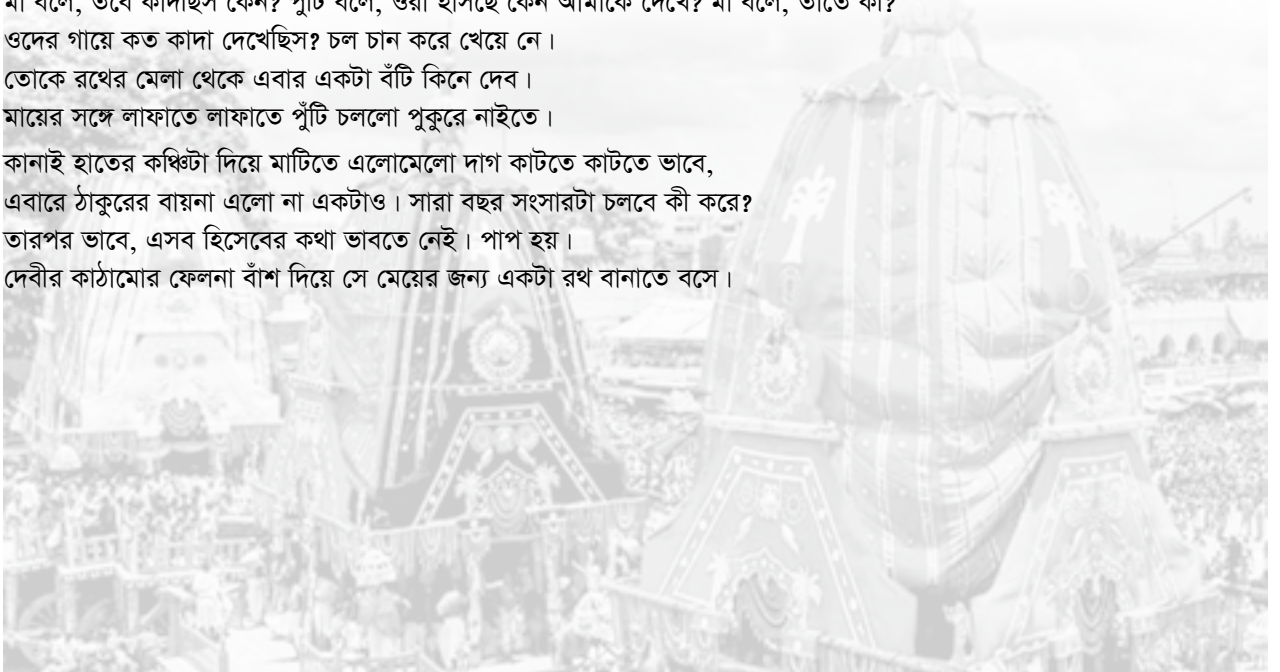 মা বলে, তবে কাঁদছিস কেন? পুঁটি বলে, ওরা হাসছে কেন আমাকে দেখে? মা বলে, তাতে কী?
ওদের গায়ে কত কাদা দেখেছিস? চল চান করে খেয়ে নে।
তোকে রথের মেলা থেকে এবার একটা বঁটি কিনে দেব।
মায়ের সঙ্গে লাফাতে লাফাতে পুঁটি চললো পুকুরে নাইতে।
কানাই হাতের কঞ্চিটা দিয়ে মাটিতে এলোমেলো দাগ কাটতে কাটতে ভাবে,
এবারে ঠাকুরের বায়না এলো না একটাও। সারা বছর সংসারটা চলবে কী করে?
তারপর ভাবে, এসব হিসেবের কথা ভাবতে নেই। পাপ হয়।
দেবীর কাঠামোর ফেলনা বাঁশ দিয়ে সে মেয়ের জন্য একটা রথ বানাতে বসে।